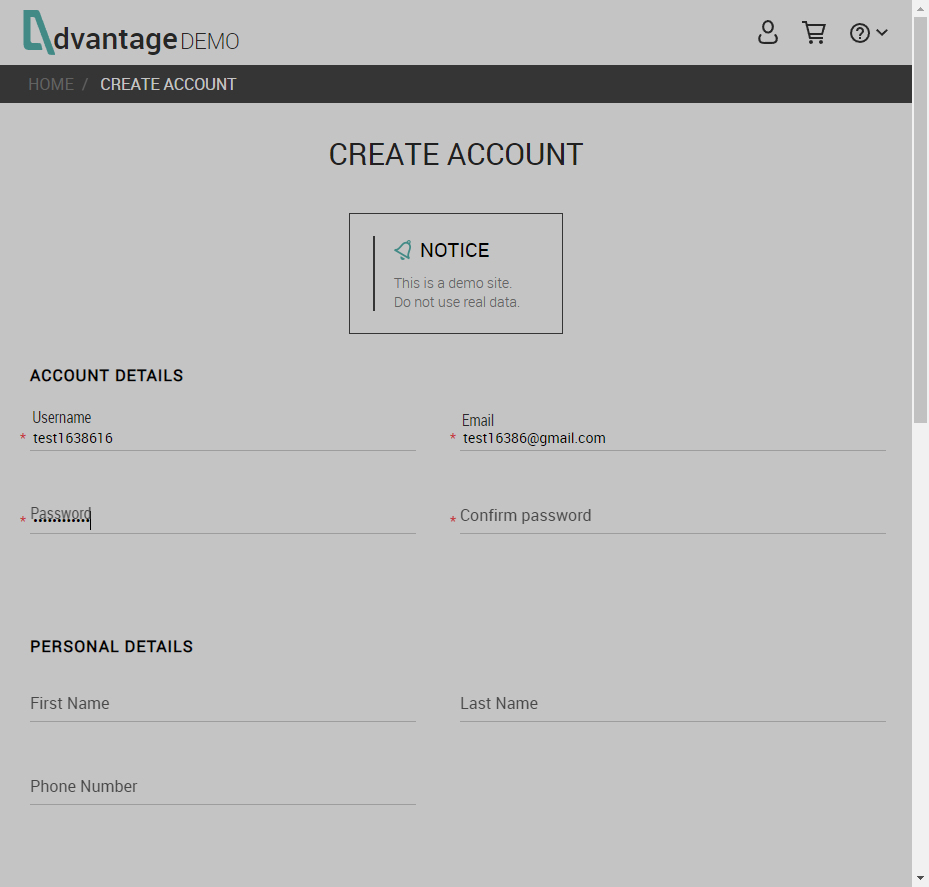 dvantage DEMO
HOME / CREATE ACCOUNT
CREATE ACCOUNT
NOTICE
This is a demo site.
Do not use real data.
ACCOUNT DETAILS
Username
* test1638616
Email
* test16386@gmail.com
* Password
* Confirm password
PERSONAL DETAILS
First Name
Last Name
Phone Number